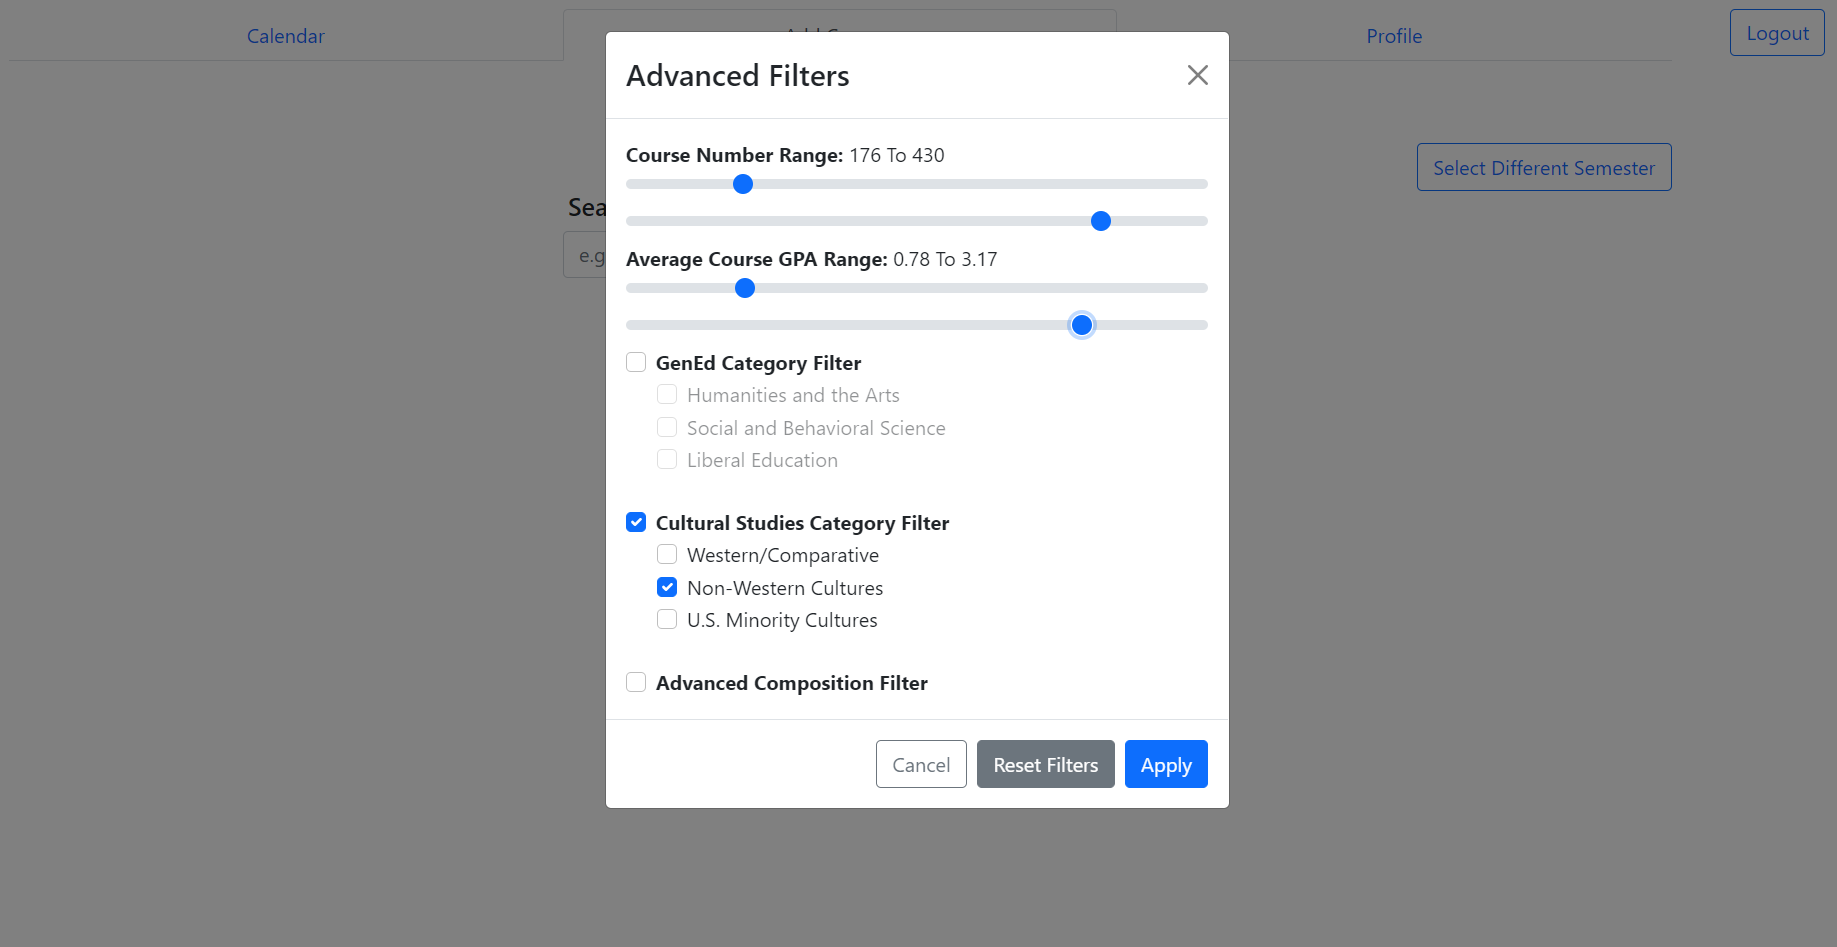 Calendar
Profile
Logout
Advanced Filters
Course Number Range: 176 To 430
Select Different Semester
Average Course GPA Range: 0.78 To 3.17
GenEd Category Filter
Humanities and the Arts
Social and Behavioral Science
Liberal Education
Cultural Studies Category Filter
Western/Comparative
Non-Western Cultures
U.S. Minority Cultures
Advanced Composition Filter
Cancel
Reset Filters
Apply